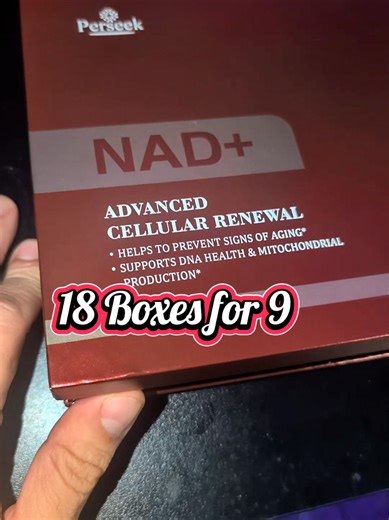 Perseek
NAD+
ADVANCED
CELLULAR RENEWAL
• HELPS TO PREVENT SIGNS OF AGING*
• SUPPORTS DNA HEALTH & MITOCHONDRIAL
PRODUCTION*
18 Boxes for 9